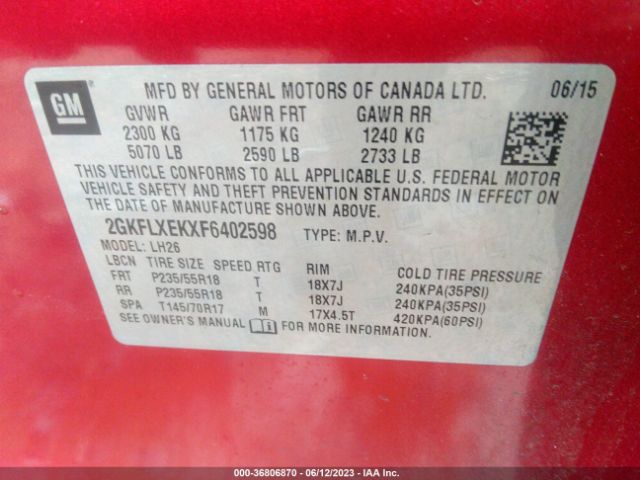 GM
MFD BY GENERAL MOTORS OF CANADA LTD. 06/15
GVWR GAWR FRT GAWR RR
2300 KG 1175 KG 1240 KG
5070 LB 2590 LB 2733 LB
THIS VEHICLE CONFORMS TO ALL APPLICABLE U.S. FEDERAL MOTOR
VEHICLE SAFETY AND THEFT PREVENTION STANDARDS IN EFFECT ON
THE DATE OF MANUFACTURE SHOWN ABOVE.
2GKFLXEKXF6402598 TYPE: M.P.V.
MODEL: LH26
LBCN TIRE SIZE SPEED RTG RIM COLD TIRE PRESSURE
FRT P235/55R18 T 18X7J 240KPA(35PSI)
RR P235/55R18 T 18X7J 240KPA(35PSI)
SPA T145/70R17 M 17X4.5T 420KPA(60PSI)
SEE OWNER'S MANUAL FOR MORE INFORMATION.
000-36806870 - 06/12/2023 - IAA Inc.